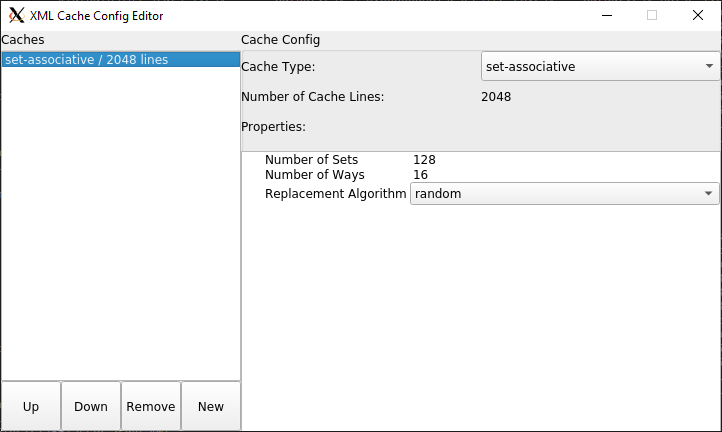 XML Cache Config Editor
Caches
set-associative / 2048 lines
Up Down Remove New
Cache Config
Cache Type: set-associative
Number of Cache Lines: 2048
Properties:
Number of Sets 128
Number of Ways 16
Replacement Algorithm random